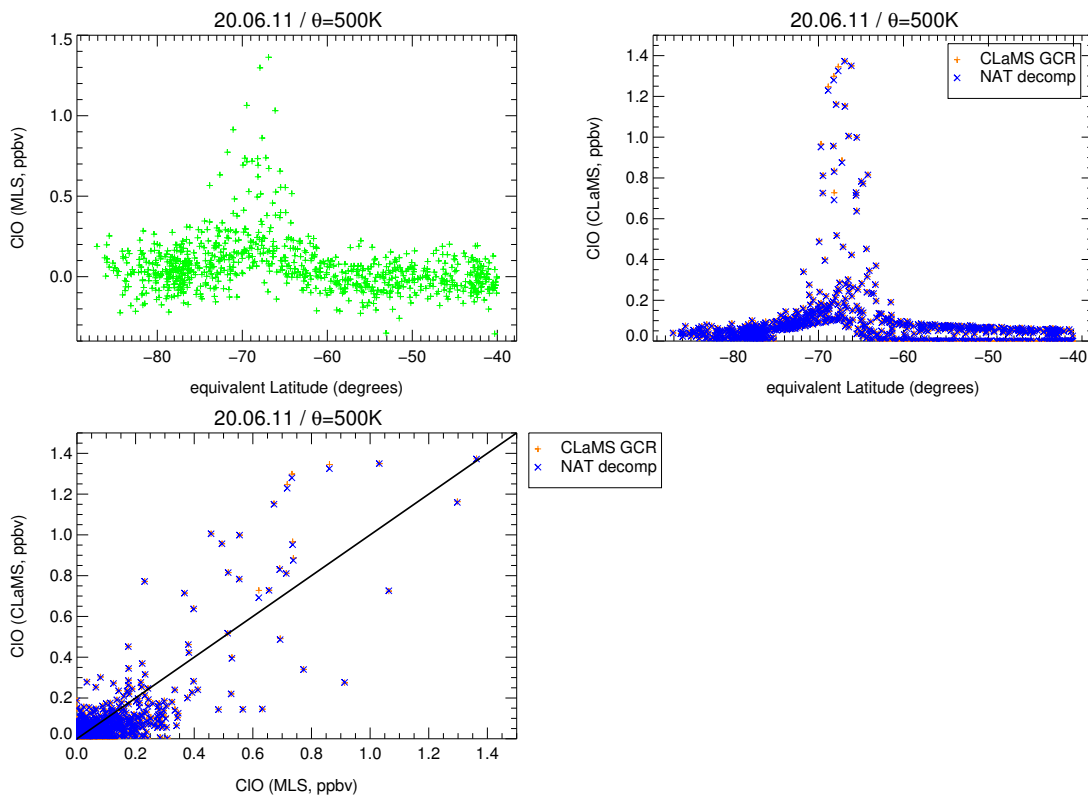 20.06.11 / θ=500K
1.5
1.0
0.5
0.0
ClO (MLS, ppbv)
−80 −70 −60 −50 −40
equivalent Latitude (degrees)
20.06.11 / θ=500K
CLaMS GCR
NAT decomp
1.4
1.2
1.0
0.8
0.6
0.4
0.2
0.0
ClO (CLaMS, ppbv)
−80 −70 −60 −50 −40
equivalent Latitude (degrees)
20.06.11 / θ=500K
CLaMS GCR
NAT decomp
1.4
1.2
1.0
0.8
0.6
0.4
0.2
0.0
ClO (CLaMS, ppbv)
0.0 0.2 0.4 0.6 0.8 1.0 1.2 1.4
ClO (MLS, ppbv)